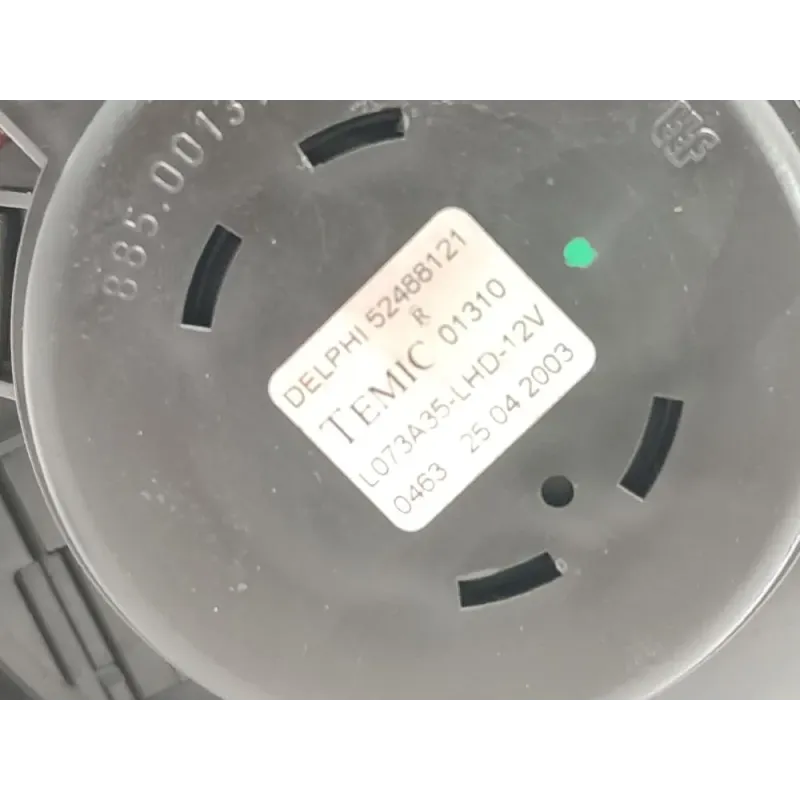 885.0013
DELPHI 52488121
R
TEMIC 01310
L073A35-LHD-12V
0463 25 04 2003